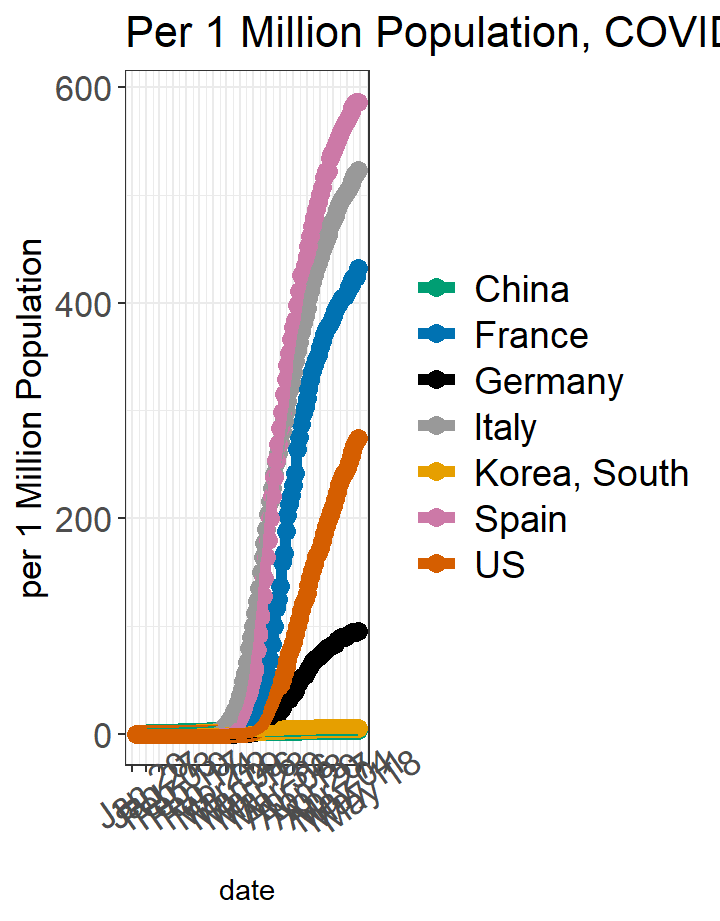 Per 1 Million Population, COVID
600
400
200
0
per 1 Million Population
China
France
Germany
Italy
Korea, South
Spain
US
date